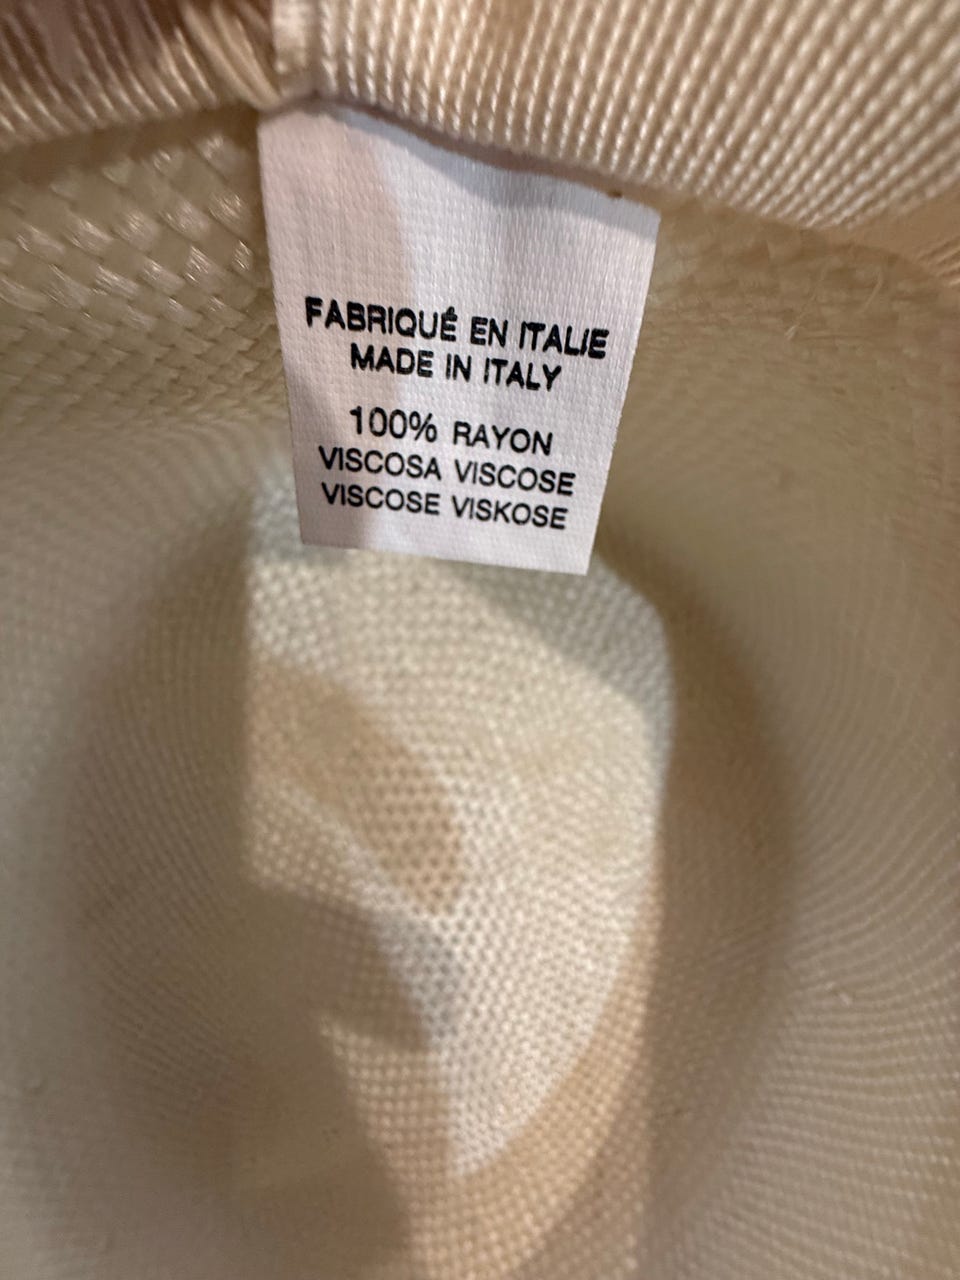 FABRIQUÉ EN ITALIE
MADE IN ITALY
100% RAYON
VISCOSA VISCOSE
VISCOSE VISKOSE